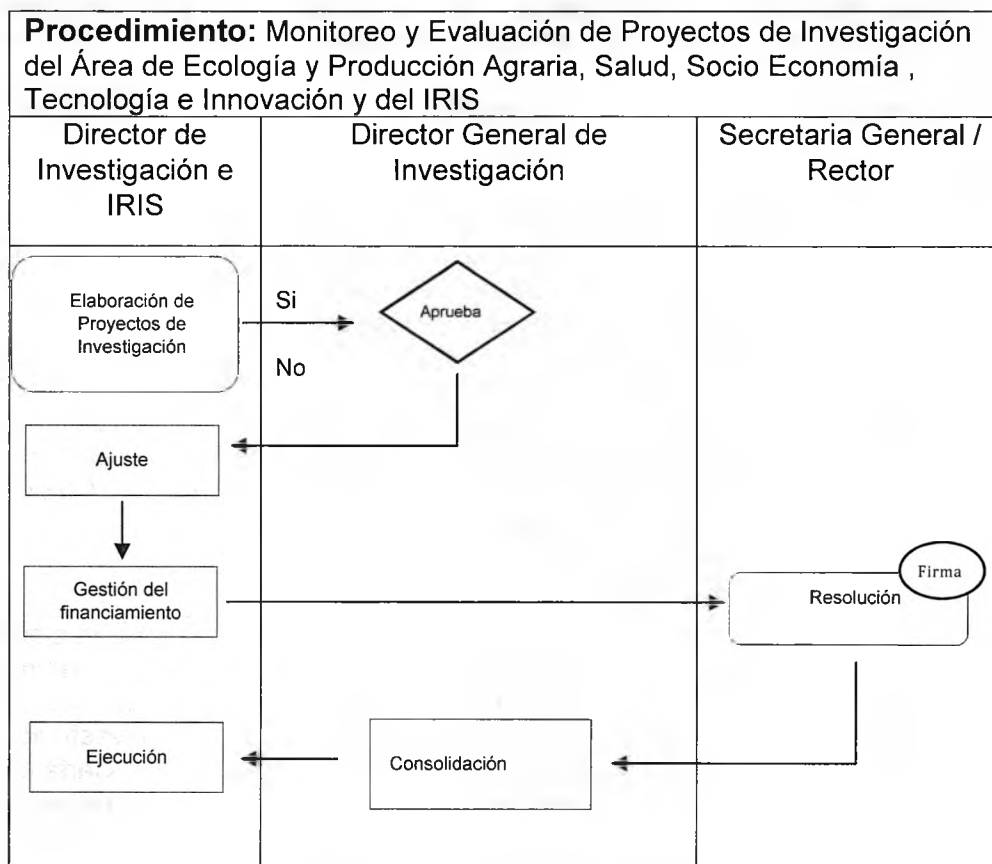 Procedimiento: Monitoreo y Evaluación de Proyectos de Investigación
del Área de Ecología y Producción Agraria, Salud, Socio Economía ,
Tecnología e Innovación y del IRIS
Director de
Investigación e
IRIS
Director General de
Investigación
Secretaria General /
Rector
Elaboración de
Proyectos de
Investigación
Si
No
Aprueba
Ajuste
Gestión del
financiamiento
Firma
Resolución
Ejecución
Consolidación